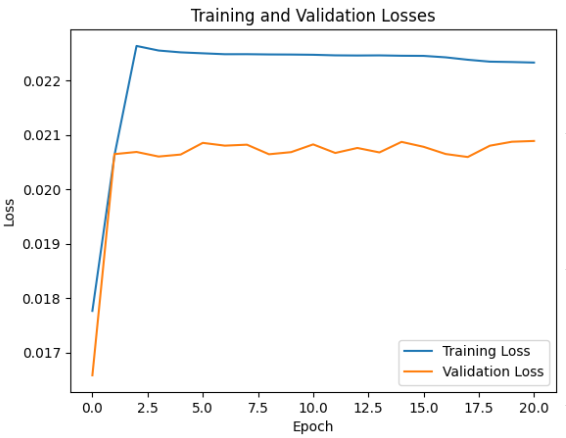 Training and Validation Losses
0.022
0.021
0.020
0.019
0.018
0.017
Loss
Training Loss
Validation Loss
0.0 2.5 5.0 7.5 10.0 12.5 15.0 17.5 20.0
Epoch